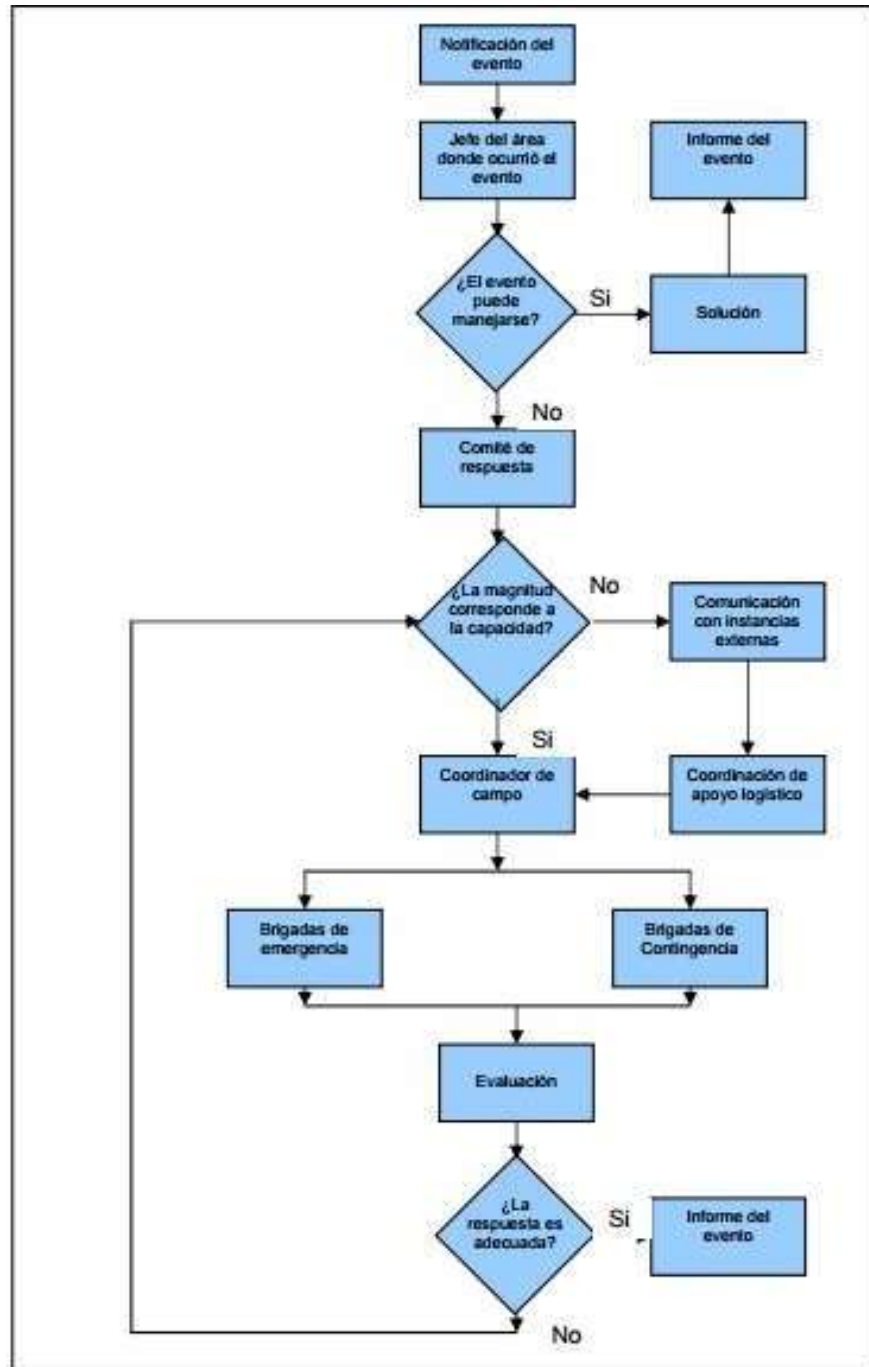 Notificación del
evento
Jefe del área
donde ocurrió el
evento
Informe del
evento
¿El evento
puede
manejarse?
Si
Solución
No
Comité de
respuesta
¿La magnitud
corresponde a
la capacidad?
No
Comunicación
con instancias
externas
Si
Coordinador de
campo
Coordinación de
apoyo logístico
Brigadas de
emergencia
Brigadas de
Contingencia
Evaluación
¿La
respuesta es
adecuada?
Si
Informe del
evento
No